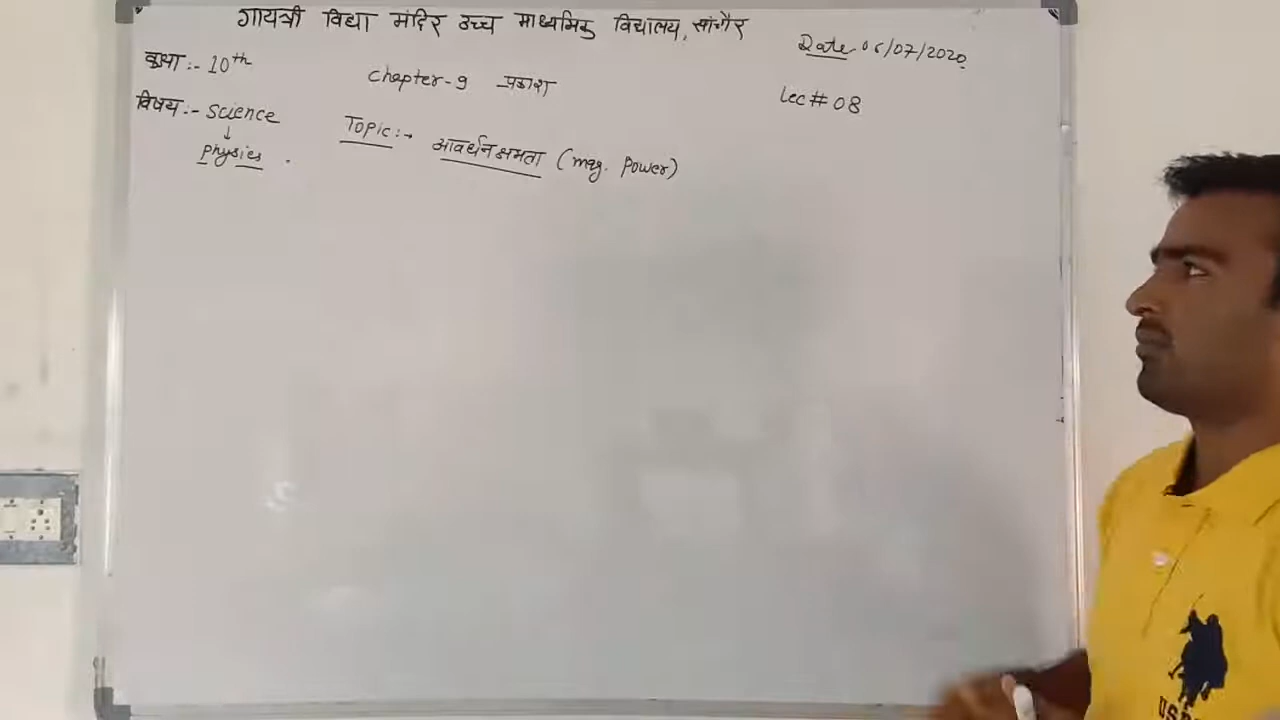 गायत्री विद्या मंदिर उच्च माध्यमिक विद्यालय, सांगौर
Date 06/07/2020
कक्षा :- 10th
Chapter-9 प्रकाश
Lec # 08
विषय :- Science
↓
Physics .
Topic :→ आवर्धन क्षमता (mag. Power)